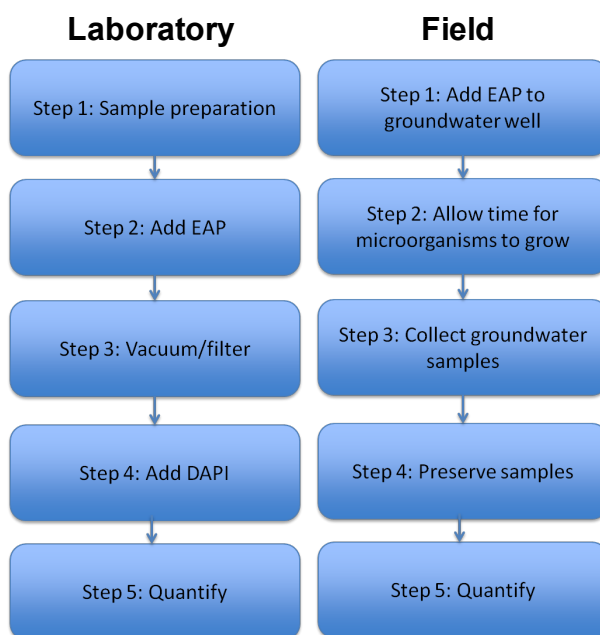 Laboratory
Step 1: Sample preparation
Step 2: Add EAP
Step 3: Vacuum/filter
Step 4: Add DAPI
Step 5: Quantify
Field
Step 1: Add EAP to
groundwater well
Step 2: Allow time for
microorganisms to grow
Step 3: Collect groundwater
samples
Step 4: Preserve samples
Step 5: Quantify